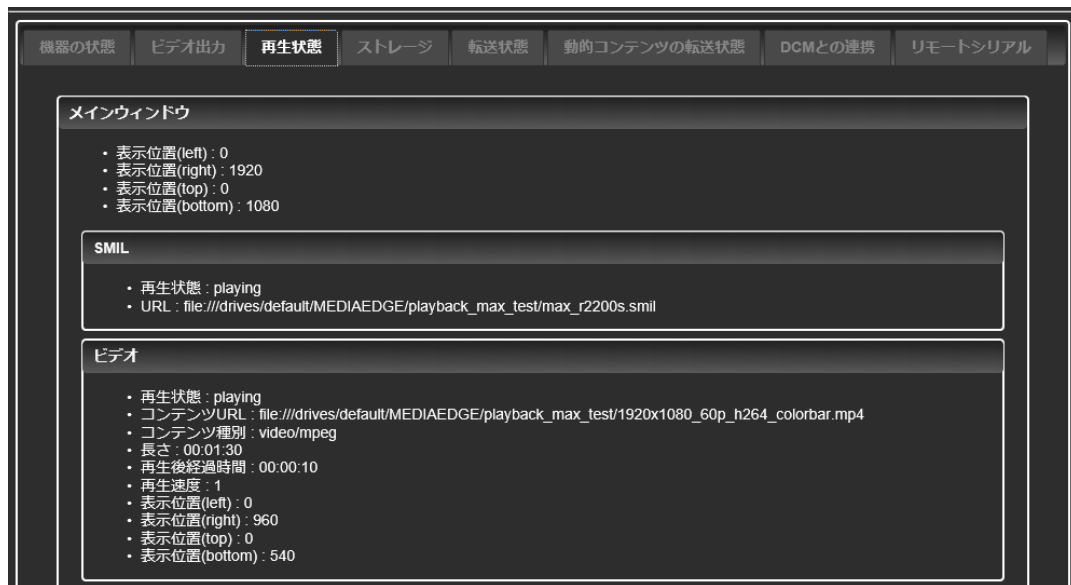 機器の状態 ビデオ出力 再生状態 ストレージ 転送状態 動的コンテンツの転送状態 DCMとの連携 リモートシリアル
メインウィンドウ
・表示位置(left) : 0
・表示位置(right) : 1920
・表示位置(top) : 0
・表示位置(bottom) : 1080
SMIL
・再生状態 : playing
・URL : file:///drives/default/MEDIAEDGE/playback_max_test/max_r2200s.smil
ビデオ
・再生状態 : playing
・コンテンツURL : file:///drives/default/MEDIAEDGE/playback_max_test/1920x1080_60p_h264_colorbar.mp4
・コンテンツ種別 : video/mpeg
・長さ : 00:01:30
・再生後経過時間 : 00:00:10
・再生速度 : 1
・表示位置(left) : 0
・表示位置(right) : 960
・表示位置(top) : 0
・表示位置(bottom) : 540